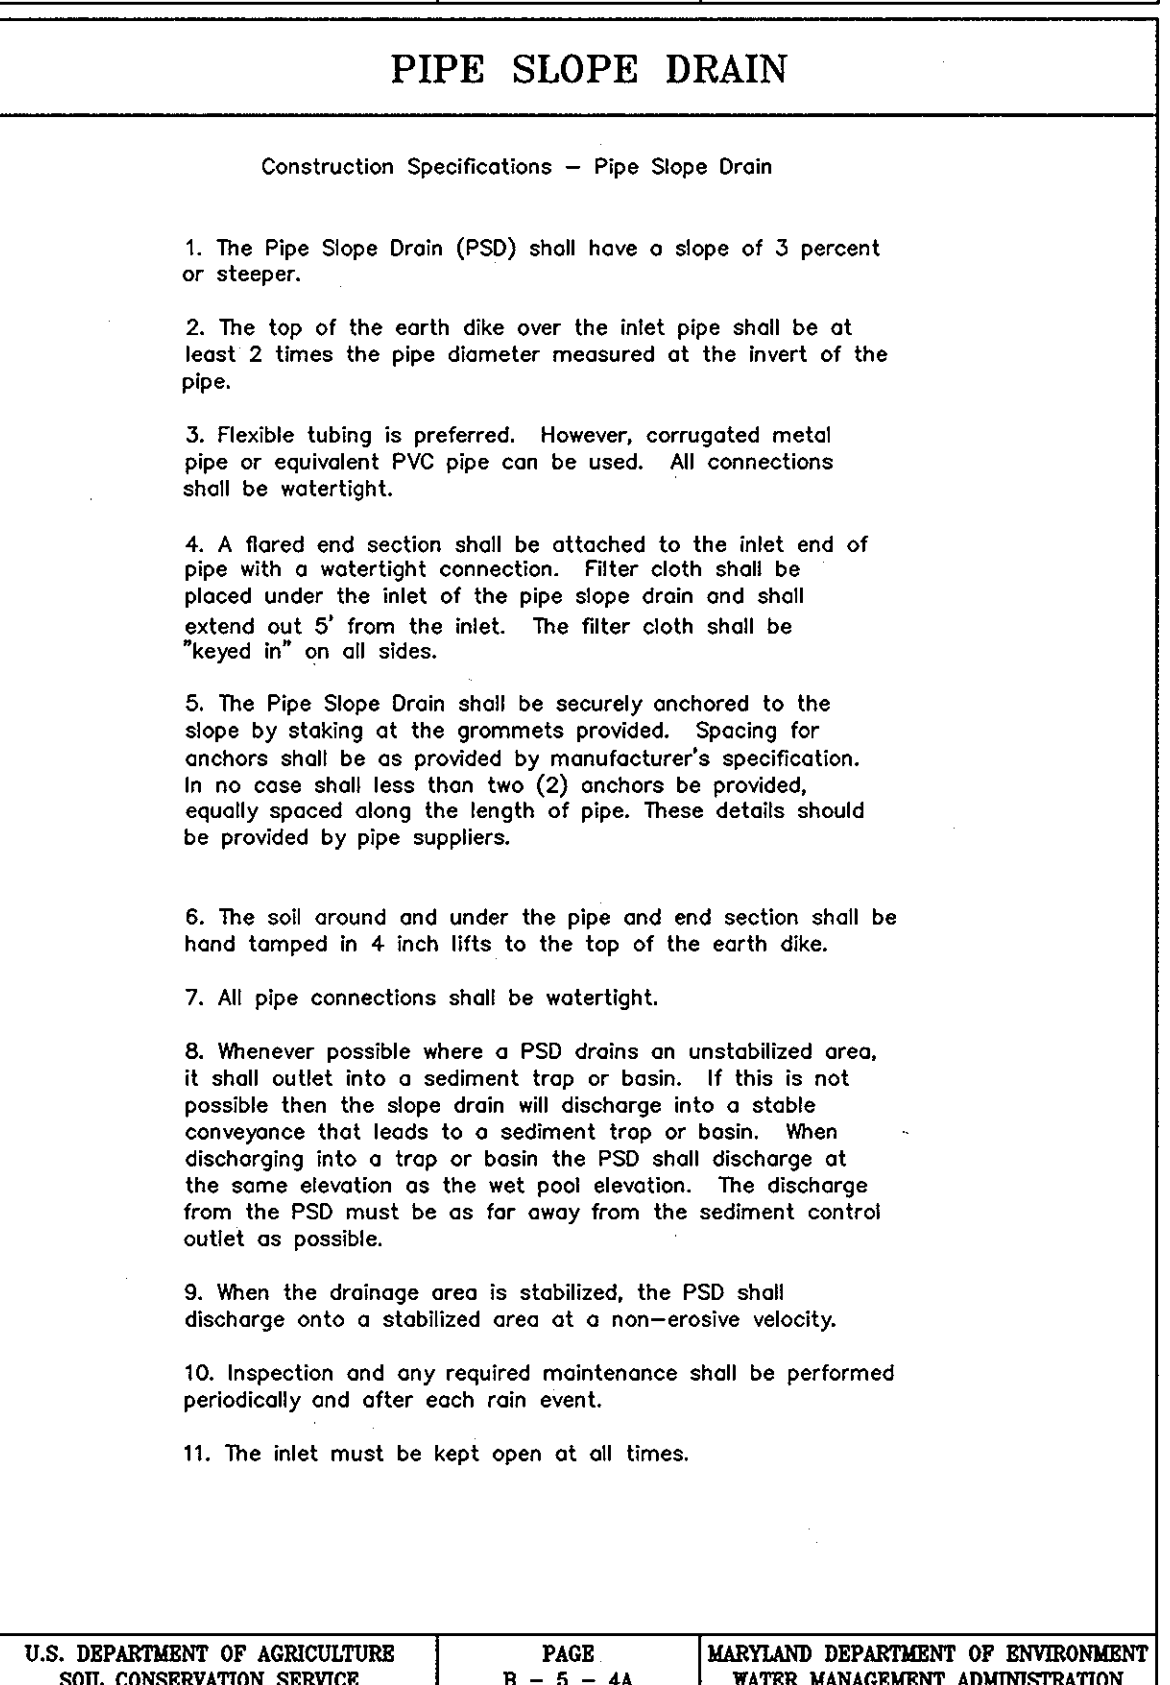 PIPE SLOPE DRAIN
Construction Specifications – Pipe Slope Drain
1. The Pipe Slope Drain (PSD) shall have a slope of 3 percent
or steeper.
2. The top of the earth dike over the inlet pipe shall be at
least 2 times the pipe diameter measured at the invert of the
pipe.
3. Flexible tubing is preferred. However, corrugated metal
pipe or equivalent PVC pipe can be used. All connections
shall be watertight.
4. A flared end section shall be attached to the inlet end of
pipe with a watertight connection. Filter cloth shall be
placed under the inlet of the pipe slope drain and shall
extend out 5' from the inlet. The filter cloth shall be
"keyed in" on all sides.
5. The Pipe Slope Drain shall be securely anchored to the
slope by staking at the grommets provided. Spacing for
anchors shall be as provided by manufacturer's specification.
In no case shall less than two (2) anchors be provided,
equally spaced along the length of pipe. These details should
be provided by pipe suppliers.
6. The soil around and under the pipe and end section shall be
hand tamped in 4 inch lifts to the top of the earth dike.
7. All pipe connections shall be watertight.
8. Whenever possible where a PSD drains an unstabilized area,
it shall outlet into a sediment trap or basin. If this is not
possible then the slope drain will discharge into a stable
conveyance that leads to a sediment trap or basin. When
discharging into a trap or basin the PSD shall discharge at
the same elevation as the wet pool elevation. The discharge
from the PSD must be as far away from the sediment control
outlet as possible.
9. When the drainage area is stabilized, the PSD shall
discharge onto a stabilized area at a non–erosive velocity.
10. Inspection and any required maintenance shall be performed
periodically and after each rain event.
11. The inlet must be kept open at all times.
U.S. DEPARTMENT OF AGRICULTURE
SOIL CONSERVATION SERVICE
PAGE
B – 5 – 4A
MARYLAND DEPARTMENT OF ENVIRONMENT
WATER MANAGEMENT ADMINISTRATION